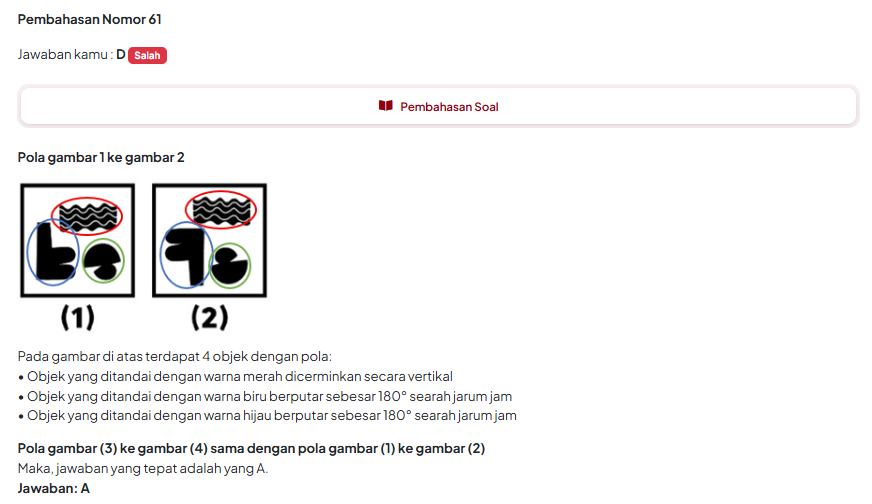 Pembahasan Nomor 61
Jawaban kamu : D Salah
Pembahasan Soal
Pola gambar 1 ke gambar 2
(1) (2)
Pada gambar di atas terdapat 4 objek dengan pola:
• Objek yang ditandai dengan warna merah dicerminkan secara vertikal
• Objek yang ditandai dengan warna biru berputar sebesar 180° searah jarum jam
• Objek yang ditandai dengan warna hijau berputar sebesar 180° searah jarum jam
Pola gambar (3) ke gambar (4) sama dengan pola gambar (1) ke gambar (2)
Maka, jawaban yang tepat adalah yang A.
Jawaban: A